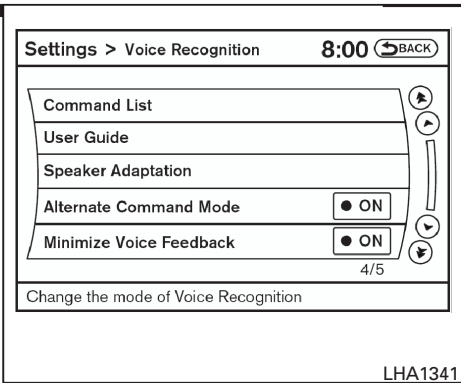 Settings > Voice Recognition 8:00 BACK
Command List
User Guide
Speaker Adaptation
Alternate Command Mode ON
Minimize Voice Feedback ON
4/5
Change the mode of Voice Recognition
LHA1341